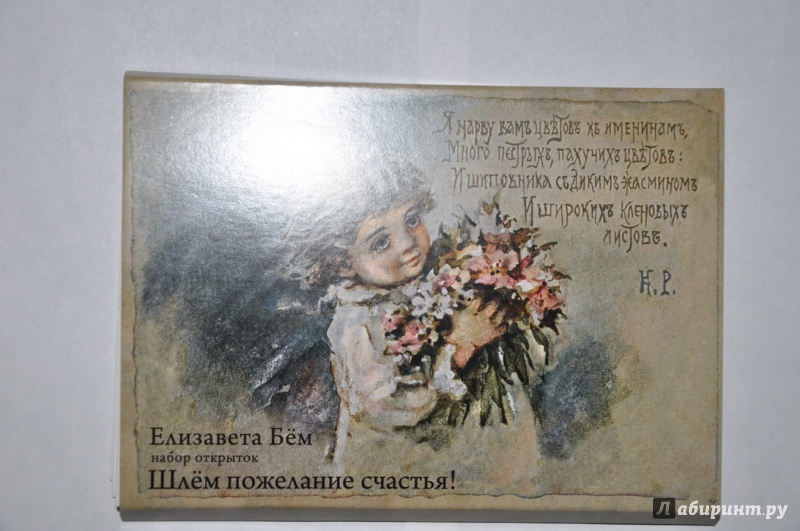 Я нарву вамъ цвѣтовъ къ именинамъ,
Много пестрыхъ, пахучихъ цвѣтовъ:
И шиповника съ дикимъ жасминомъ
И широкихъ кленовыхъ
листовъ.
К. Р.
Елизавета Бём
набор открыток
Шлём пожелание счастья!
Лабиринт.ру